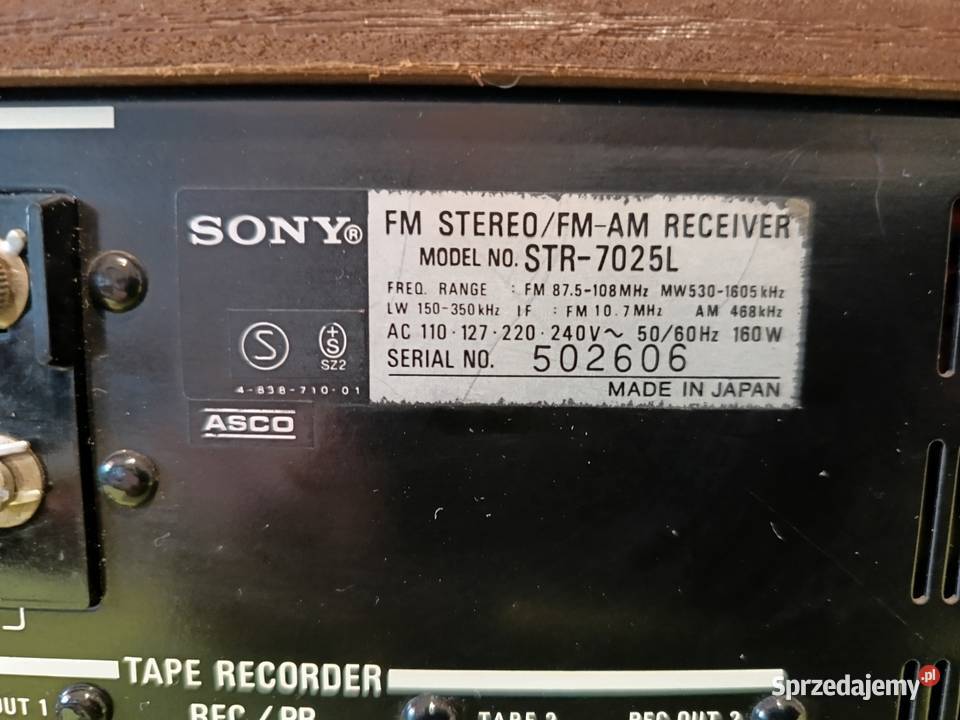 SONY®
FM STEREO/FM-AM RECEIVER
MODEL NO. STR-7025L
FREQ. RANGE : FM 87.5-108MHz MW530-1605kHz
LW 150-350kHz IF : FM 10.7MHz AM 468kHz
AC 110·127·220·240V~ 50/60Hz 160W
SERIAL NO. 502606
MADE IN JAPAN
S
+S
SZ2
4-838-710-01
ASCO
TAPE RECORDER
OUT 1
REC/PB
TAPE 2
REC OUT 2
Sprzedajemy.pl